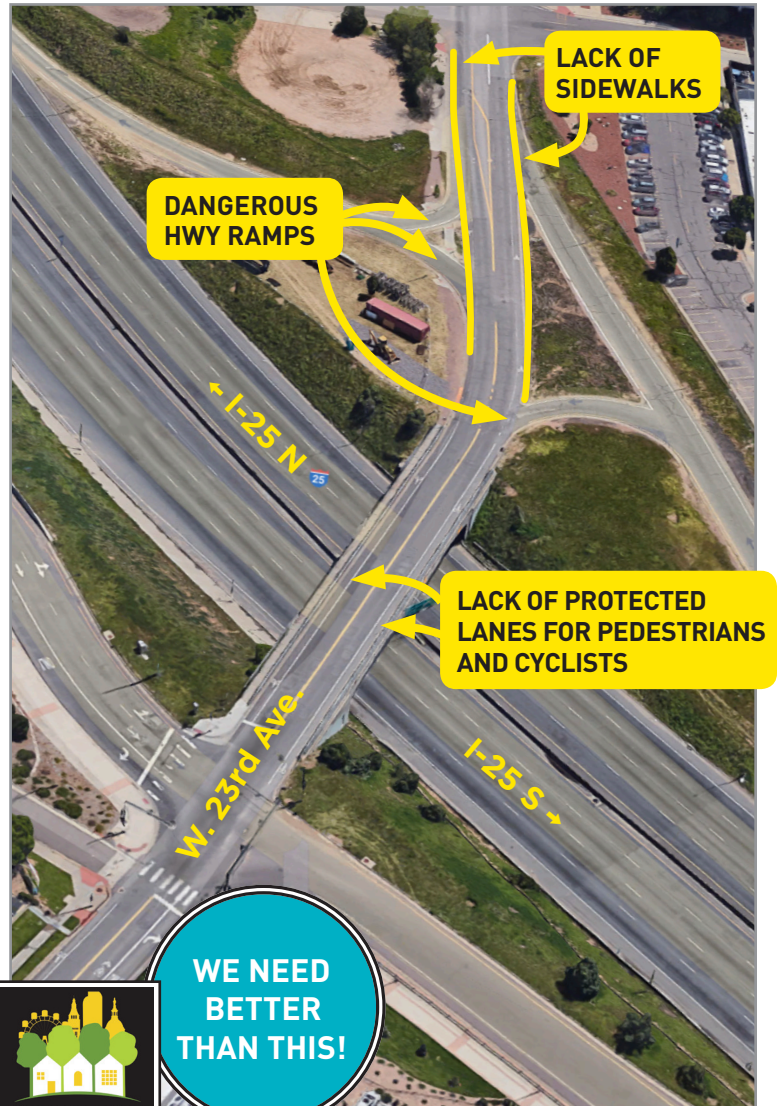 LACK OF
SIDEWALKS
DANGEROUS
HWY RAMPS
← I-25 N
25
LACK OF PROTECTED
LANES FOR PEDESTRIANS
AND CYCLISTS
I-25 S →
W. 23rd Ave.
WE NEED
BETTER
THAN THIS!